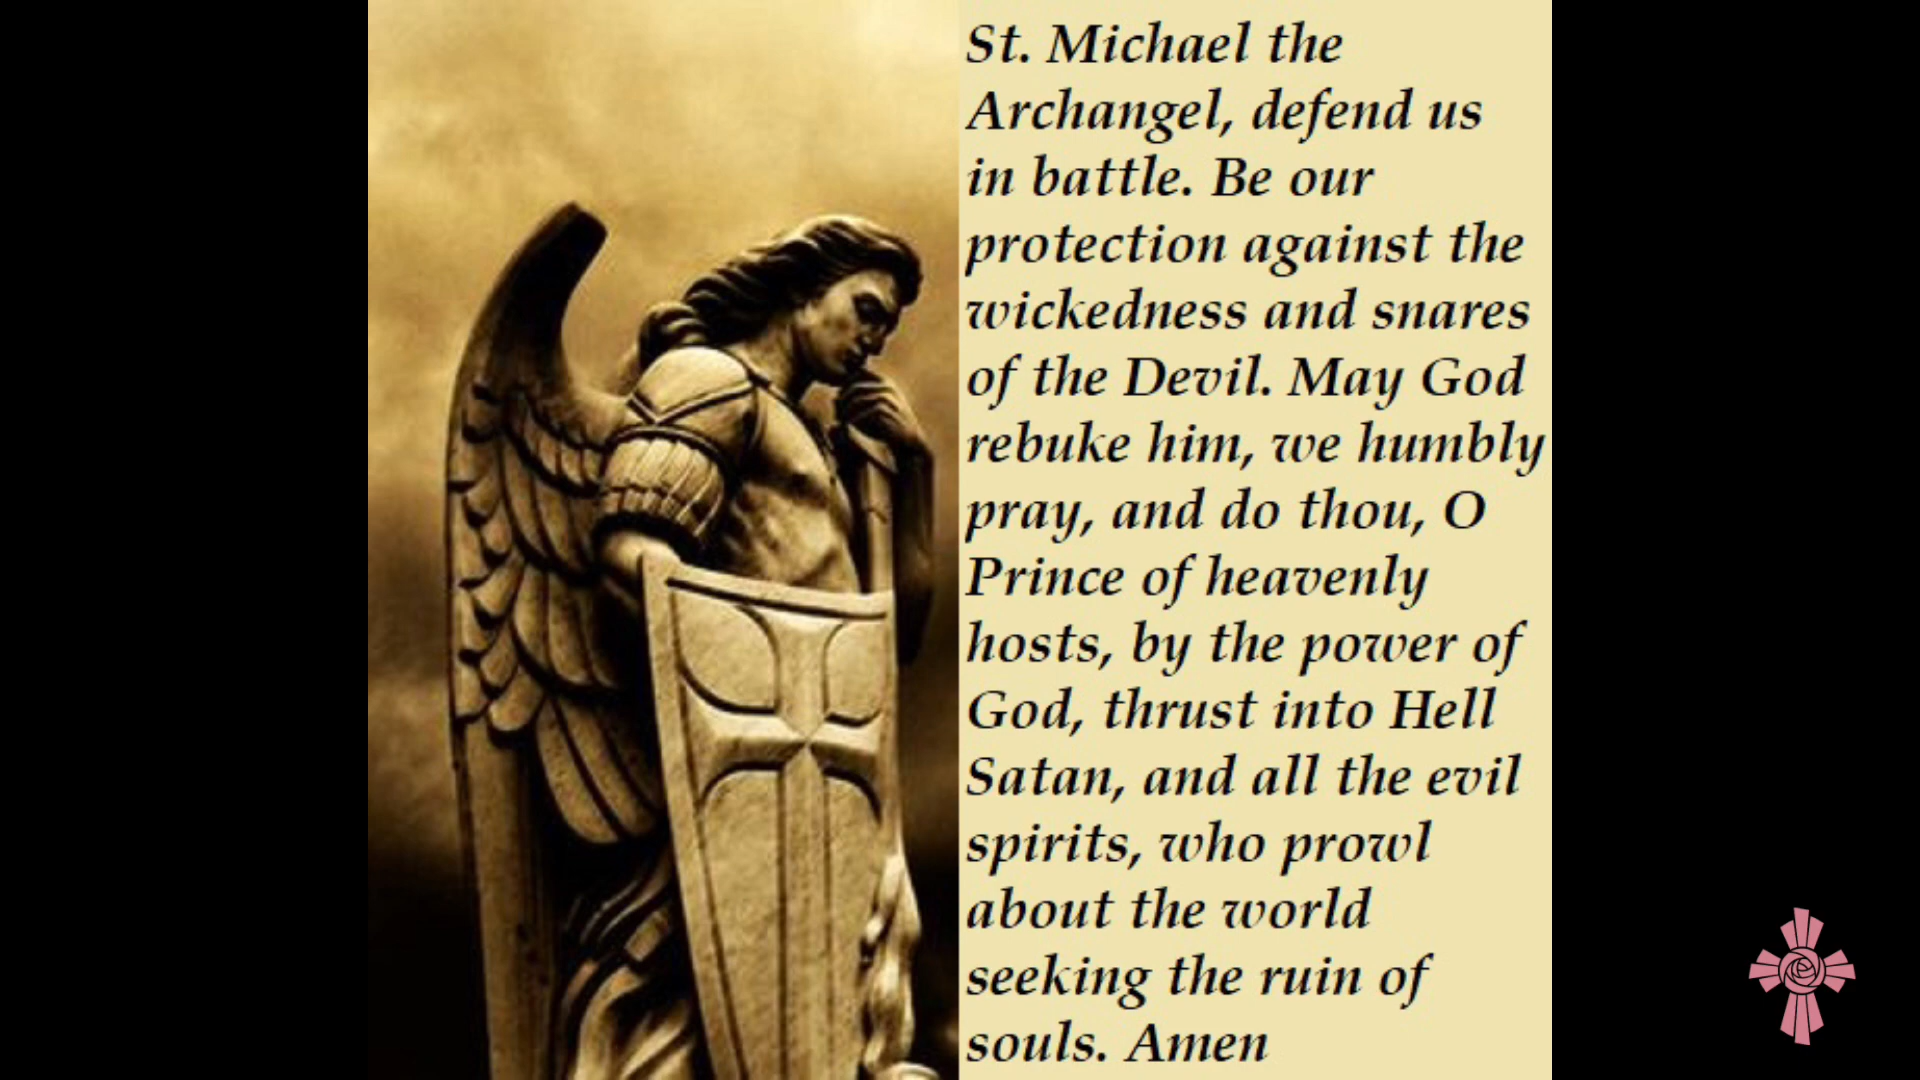 St. Michael the
Archangel, defend us
in battle. Be our
protection against the
wickedness and snares
of the Devil. May God
rebuke him, we humbly
pray, and do thou, O
Prince of heavenly
hosts, by the power of
God, thrust into Hell
Satan, and all the evil
spirits, who prowl
about the world
seeking the ruin of
souls. Amen